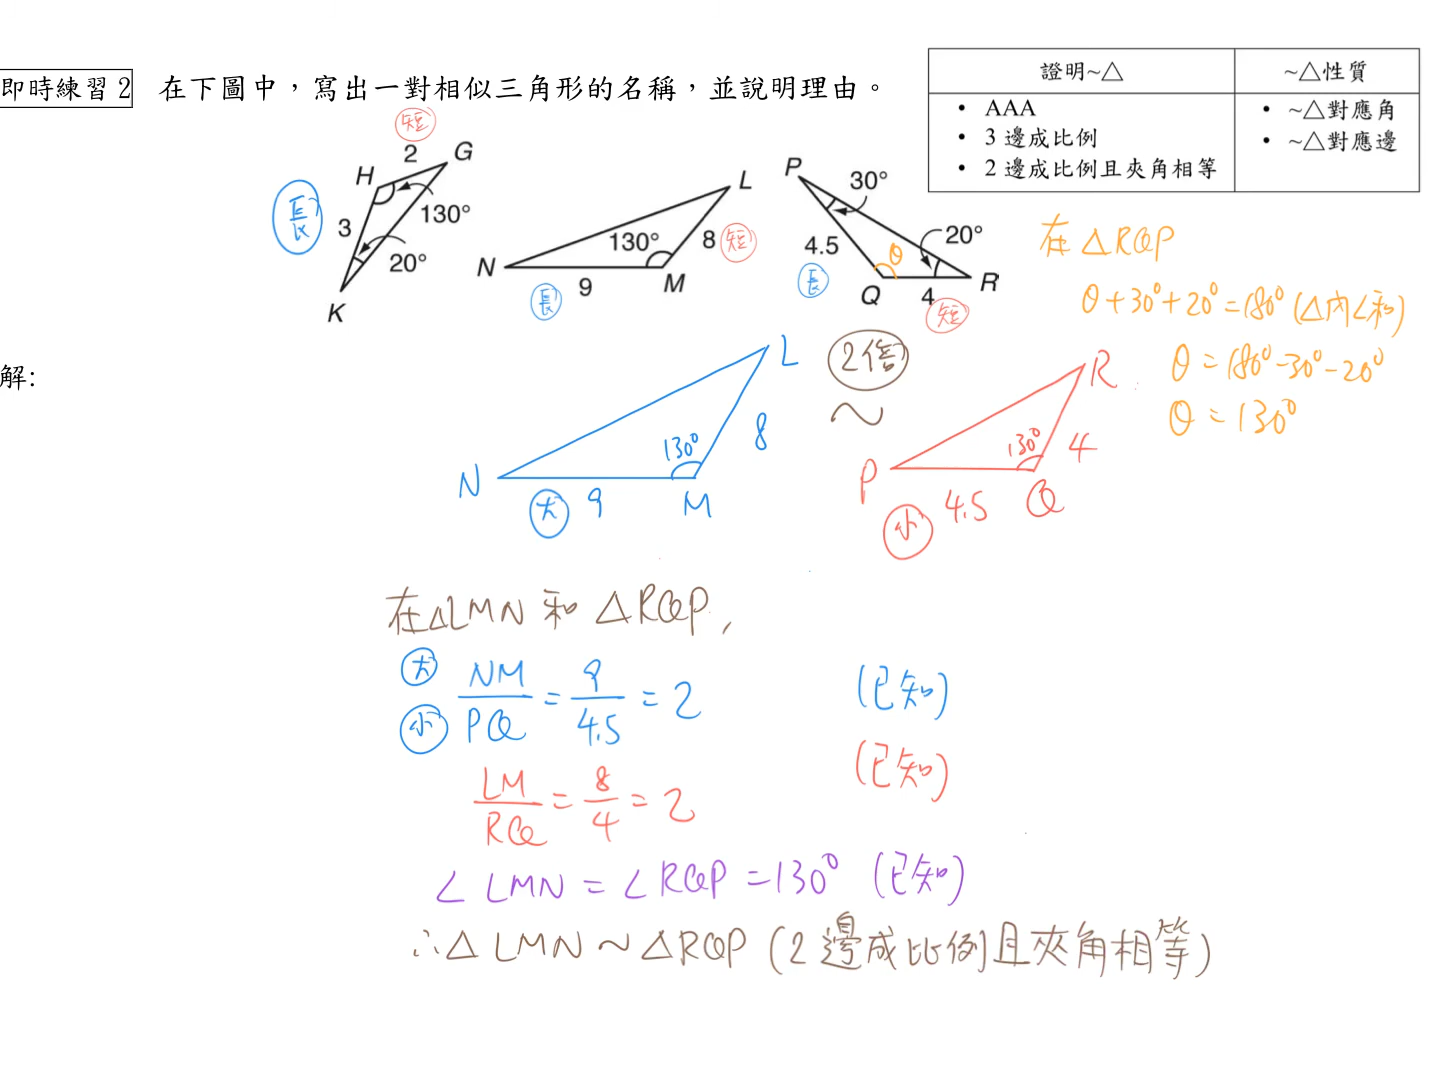 即時練習 2 在下圖中，寫出一對相似三角形的名稱，並說明理由。
證明~△ ~△性質
• AAA • ~△對應角
• 3 邊成比例 • ~△對應邊
• 2 邊成比例且夾角相等
短
2 G
H
長
3 130°
20°
K
L
130° 8 短
N
9 M
長
P 30°
4.5 θ 20°
長
Q 4 R
短
在 △RQP
θ+30°+20°=180° (△內∠和)
θ = 180°-30°-20°
θ = 130°
解:
L
130° 8
N M
大 9
2倍
~
R
130° 4
P Q
小 4.5
在△LMN 和 △RQP,
大 NM/PQ = 9/4.5 = 2 (已知)
小
LM/RQ = 8/4 = 2 (已知)
∠LMN = ∠RQP = 130° (已知)
∴△LMN ~ △RQP (2邊成比例且夾角相等)